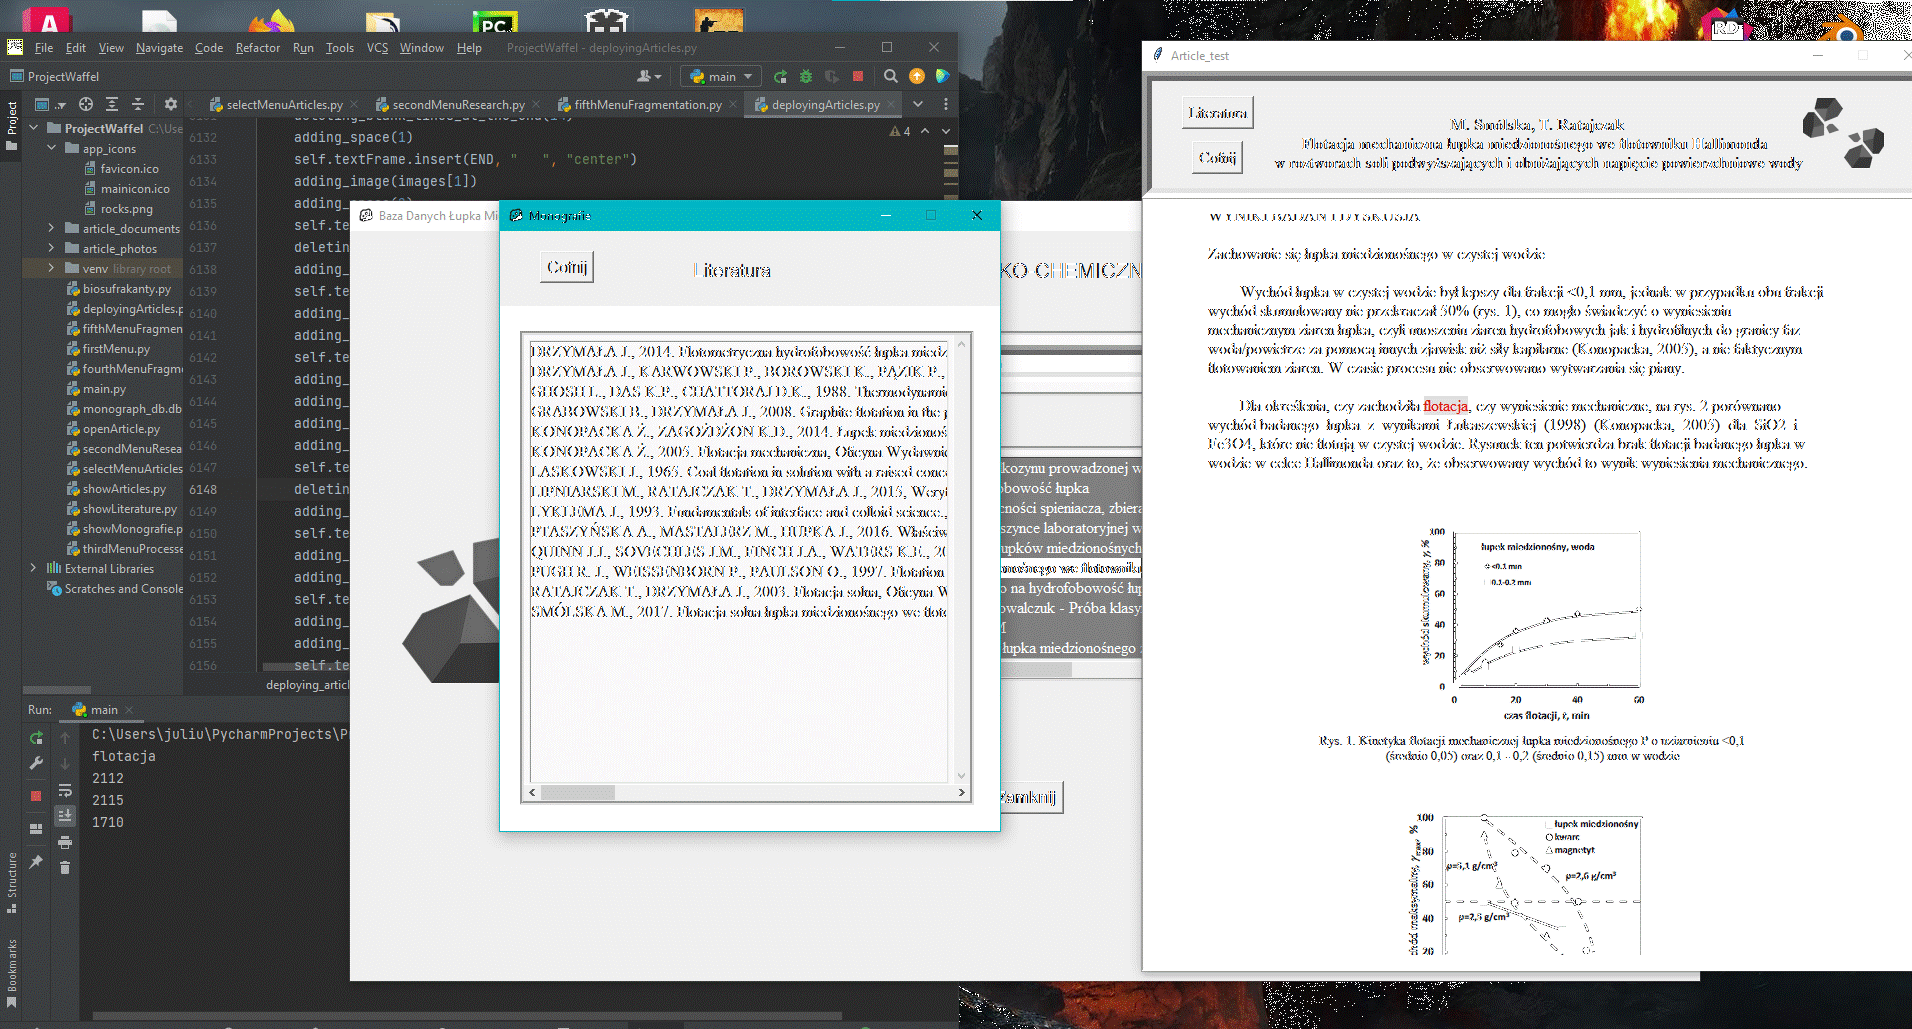 File Edit View Navigate Code Refactor Run Tools VCS Window Help ProjectWaffel - deployingArticles.py
ProjectWaffel
main
selectMenuArticles.py
secondMenuResearch.py
fifthMenuFragmentation.py
deployingArticles.py
Project
ProjectWaffel C:\Use
app_icons
favicon.ico
mainicon.ico
rocks.png
article_documents
article_photos
venv library root
biosufrakanty.py
deployingArticles.p
fifthMenuFragmen
firstMenu.py
fourthMenuFragm
main.py
monograph_db.db
openArticle.py
secondMenuResea
selectMenuArticles
showArticles.py
showLiterature.py
showMonografie.p
thirdMenuProcesse
External Libraries
Scratches and Console
4
6132 adding_space(1)
6133 self.textFrame.insert(END, "   ", "center")
6134 adding_image(images[1])
6135
6136 self.te
6137 deletin
6138 adding_
6139 self.te
6140 adding_
6141 adding_
6142 self.te
6143 adding_
6144 adding_
6145 adding_
6146 adding_
6147 self.te
6148 deletin
6149 adding_
6150 self.te
6151 adding_
6152 adding_
6153 self.te
6154 adding_
6155 adding_
6156 self.te
deploying_articl
Run: main
C:\Users\juliu\PycharmProjects\P
flotacja
2112
2115
1710
Structure
Bookmarks
Baza Danych Łupka Mi
KO-CHEMICZN
kozynu prowadzonej w
obowość łupka
cności spieniacza, zbiera
szynce laboratoryjnej w
upków miedzionośnych
nośnego we flotowniku
o na hydrofobowość łup
owalczuk - Próba klasy
M
łupka miedzionośnego
Zamknij
Monografie
Cofnij
Literatura
DRZYMAŁA J., 2014. Flotometryczna hydrofobowość łupka miedz
DRZYMAŁA J., KARWOWSKI P., BOROWSKI K., PĄZIK P.,
GHOSH L., DAS K.P., CHATTORAJ D.K., 1988. Thermodynamic
GRABOWSKI B., DRZYMAŁA J., 2008. Graphite flotation in the p
KONOPACKA Ż., ZAGOŻDŻON K.D., 2014. Łupek miedzionoś
KONOPACKA Ż., 2005. Flotacja mechaniczna, Oficyna Wydawni
LASKOWSKI J., 1965. Coal flotation in solution with a raised conce
LIPNIARSKI M., RATAJCZAK T., DRZYMAŁA J., 2015, Weryf
LYKLEMA J., 1993. Fundamentals of interface and colloid science.,
PTASZYŃSKA A., MASTALERZ M., HUPKA J., 2016. Właściw
QUINN J.J., SOVECHLES J.M., FINCH J.A., WATERS K.E., 20
PUGH R. J., WEISSENBORN P., PAULSON O., 1997. Flotation
RATAJCZAK T., DRZYMAŁA J., 2003. Flotacja solna, Oficyna W
SMÓLSKA M., 2017. Flotacja solna łupka miedzionośnego we floto
Article_test
Literatura
Cofnij
M. Smólska, T. Ratajczak
Flotacja mechaniczna łupka miedzionośnego we flotowniku Hallimonda
w roztworach soli podwyższających i obniżających napięcie powierzchniowe wody
WYNIKI BADAŃ I DYSKUSJA
Zachowanie się łupka miedzionośnego w czystej wodzie
Wychód łupka w czystej wodzie był lepszy dla frakcji <0,1 mm, jednak w przypadku obu frakcji
wychód skumulowany nie przekraczał 50% (rys. 1), co mogło świadczyć o wyniesieniu
mechanicznym ziaren łupka, czyli unoszeniu ziaren hydrofobowych jak i hydrofilnych do granicy faz
woda/powietrze za pomocą innych zjawisk niż siły kapilarne (Konopacka, 2005), a nie faktycznym
flotowaniem ziaren. W czasie procesu nie obserwowano wytwarzania się piany.
Dla określenia, czy zachodziła flotacja, czy wyniesienie mechaniczne, na rys. 2 porównano
wychód badanego łupka z wynikami Łukaszewskiej (1998) (Konopacka, 2005) dla SiO2 i
Fe3O4, które nie flotują w czystej wodzie. Rysunek ten potwierdza brak flotacji badanego łupka w
wodzie w celce Hallimonda oraz to, że obserwowany wychód to wynik wyniesienia mechanicznego.
łupek miedzionośny, woda
<0.1 mm
0.1-0.2 mm
wychód skumulowany, γ, %
100
80
60
40
20
0
0 20 40 60
czas flotacji, t, min
Rys. 1. Kinetyka flotacji mechanicznej łupka miedzionośnego P o uziarnieniu <0,1
(średnio 0,05) oraz 0,1 - 0,2 (średnio 0,15) mm w wodzie
100
80
60
40
20
łupek miedzionośny
kwarc
magnetyt
ρ=5,1 g/cm³
ρ=2,6 g/cm³
ρ=2,5 g/cm³